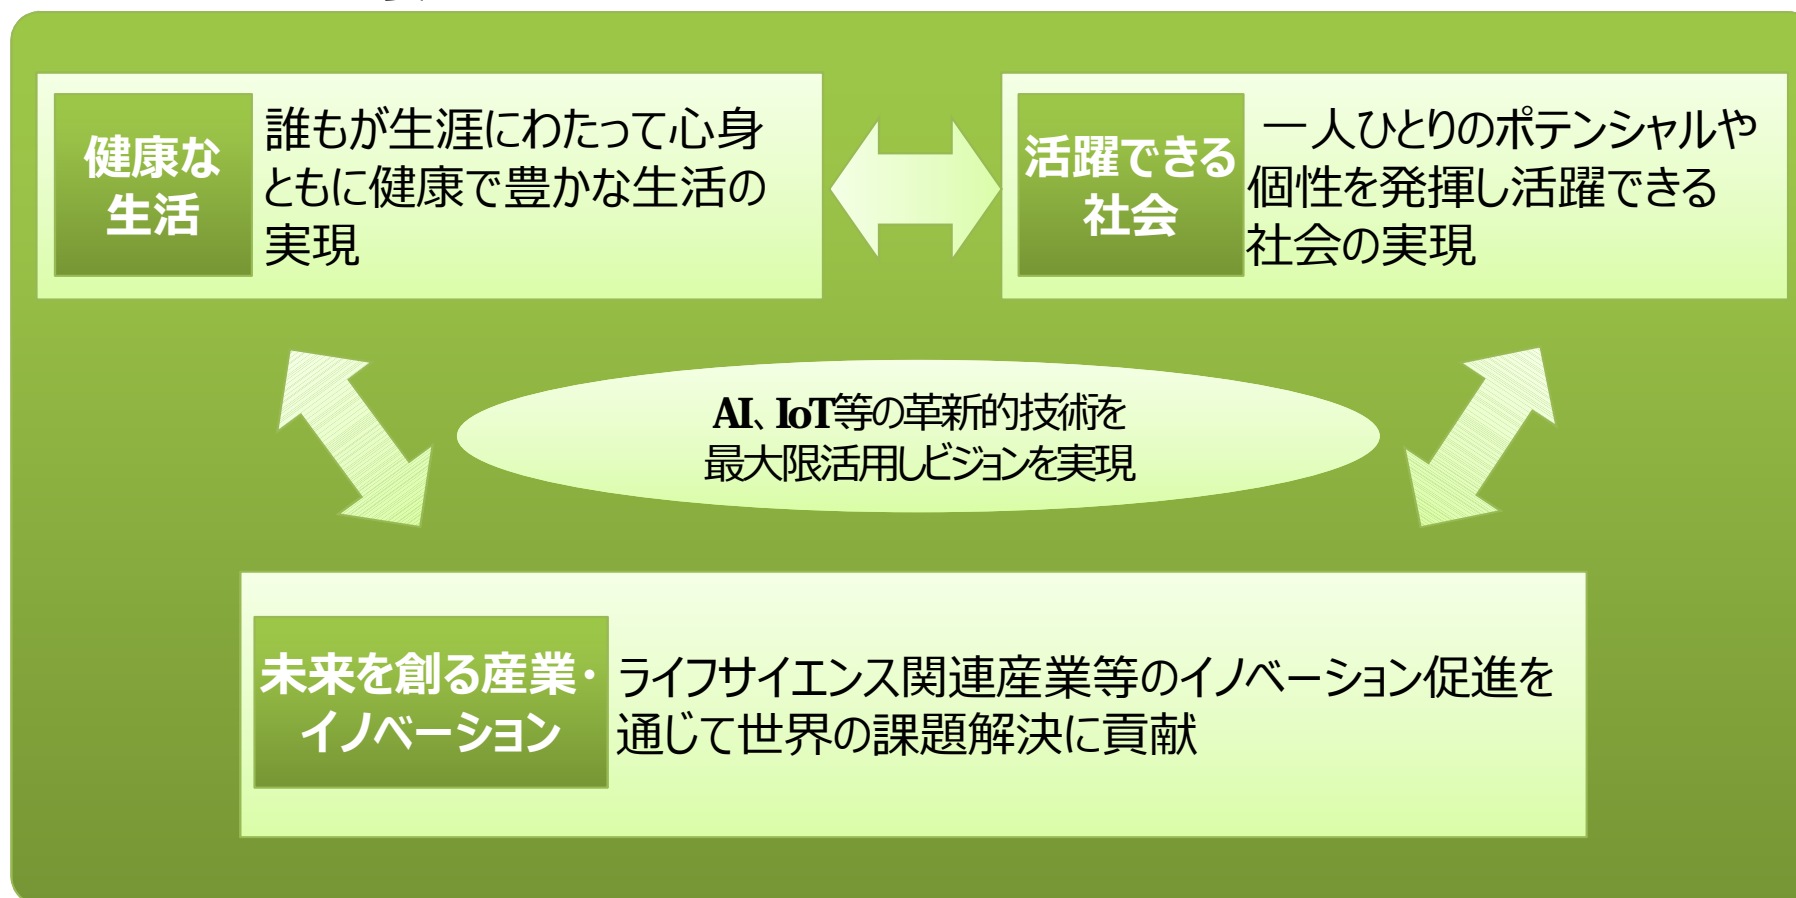 健康な
生活
誰もが生涯にわたって心身
ともに健康で豊かな生活の
実現
活躍できる
社会
一人ひとりのポテンシャルや
個性を発揮し活躍できる
社会の実現
AI、IoT等の革新的技術を
最大限活用しビジョンを実現
未来を創る産業・
イノベーション
ライフサイエンス関連産業等のイノベーション促進を
通じて世界の課題解決に貢献